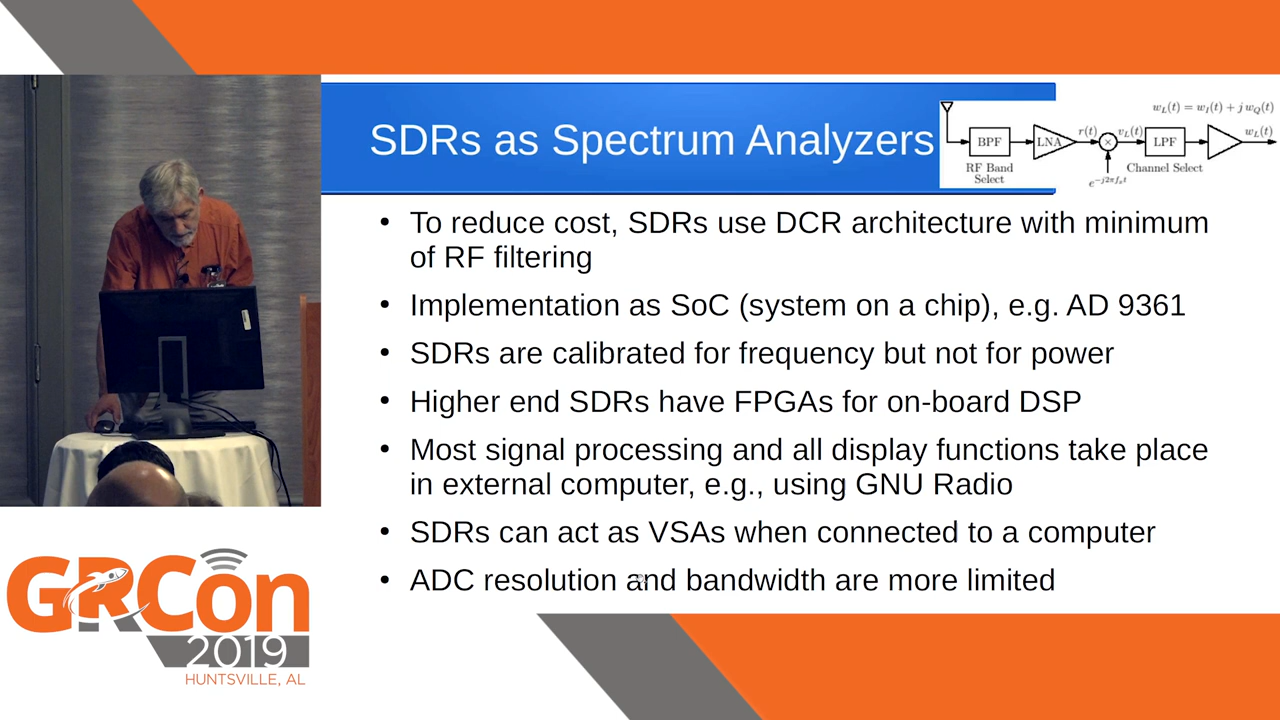 SDRs as Spectrum Analyzers
w_L(t) = w_I(t) + j w_Q(t)
BPF
LNA
r(t)
v_L(t)
LPF
w_L(t)
RF Band
Select
Channel Select
e^{-j2πf_xt}
• To reduce cost, SDRs use DCR architecture with minimum
of RF filtering
• Implementation as SoC (system on a chip), e.g. AD 9361
• SDRs are calibrated for frequency but not for power
• Higher end SDRs have FPGAs for on-board DSP
• Most signal processing and all display functions take place
in external computer, e.g., using GNU Radio
• SDRs can act as VSAs when connected to a computer
• ADC resolution and bandwidth are more limited
GRCon
2019
HUNTSVILLE, AL